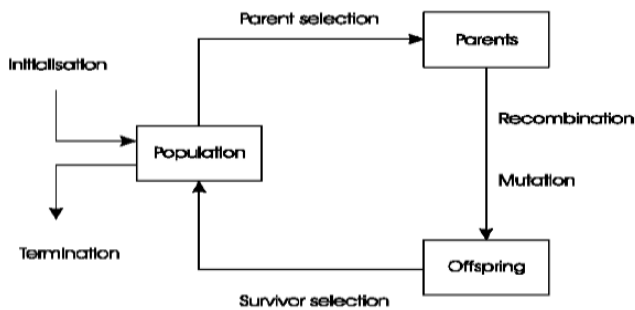 Parent selection
Parents
Initialisation
Recombination
Population
Mutation
Termination
Offspring
Survivor selection